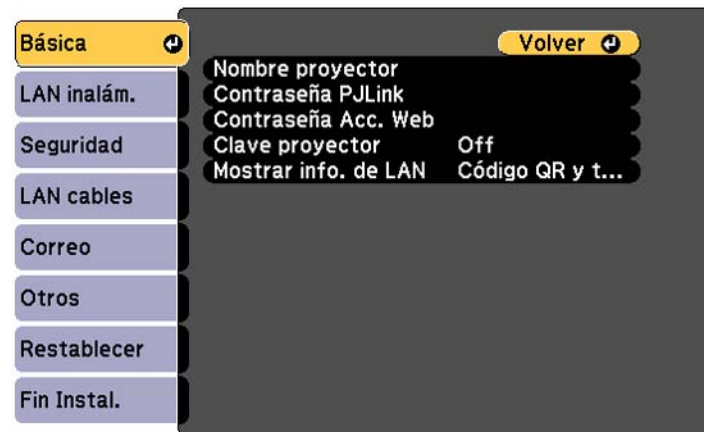 Básica
LAN inalám.
Seguridad
LAN cables
Correo
Otros
Restablecer
Fin Instal.
Volver
Nombre proyector
Contraseña PJLink
Contraseña Acc. Web
Clave proyector Off
Mostrar info. de LAN Código QR y t...